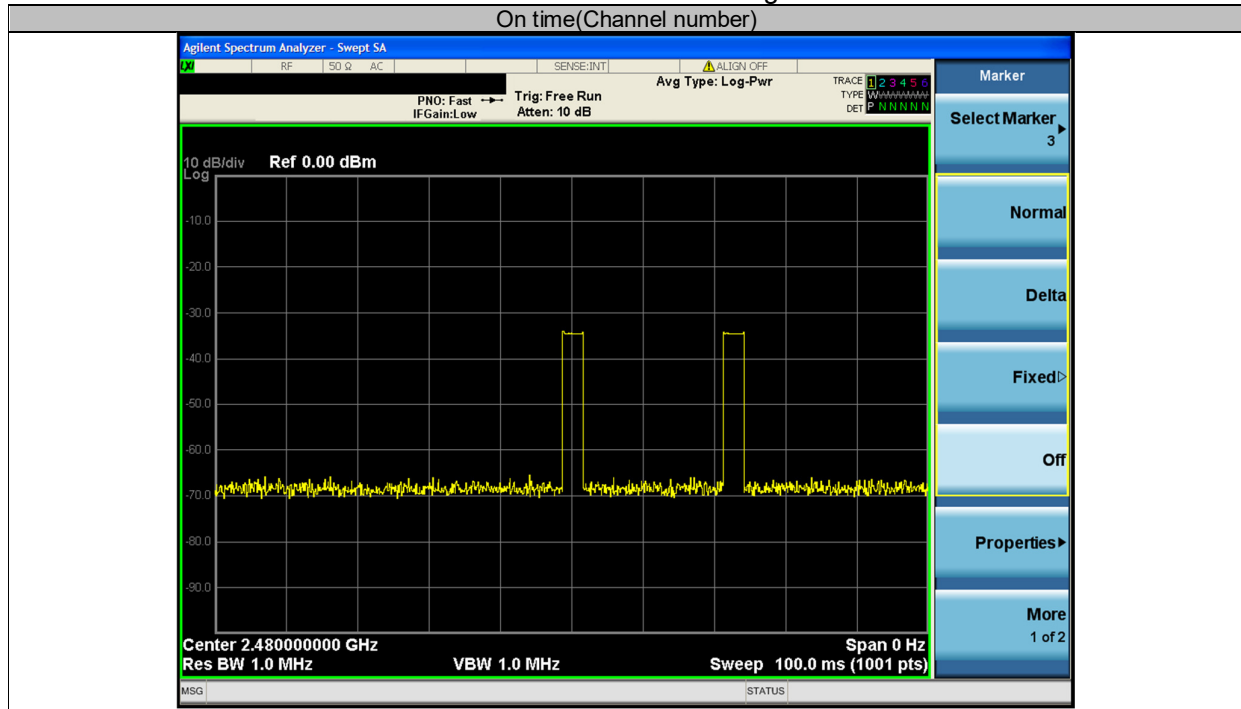 On time(Channel number)
Agilent Spectrum Analyzer - Swept SA
LXI RF 50 Ω AC SENSE:INT ALIGN OFF
Avg Type: Log-Pwr
TRACE 1 2 3 4 5 6
TYPE WWWWWW
DET P N N N N N
PNO: Fast
IFGain:Low
Trig: Free Run
Atten: 10 dB
10 dB/div Ref 0.00 dBm
Log
-10.0
-20.0
-30.0
-40.0
-50.0
-60.0
-70.0
-80.0
-90.0
Center 2.480000000 GHz Span 0 Hz
Res BW 1.0 MHz VBW 1.0 MHz Sweep 100.0 ms (1001 pts)
MSG STATUS
Marker
Select Marker
3
Normal
Delta
Fixed
Off
Properties
More
1 of 2